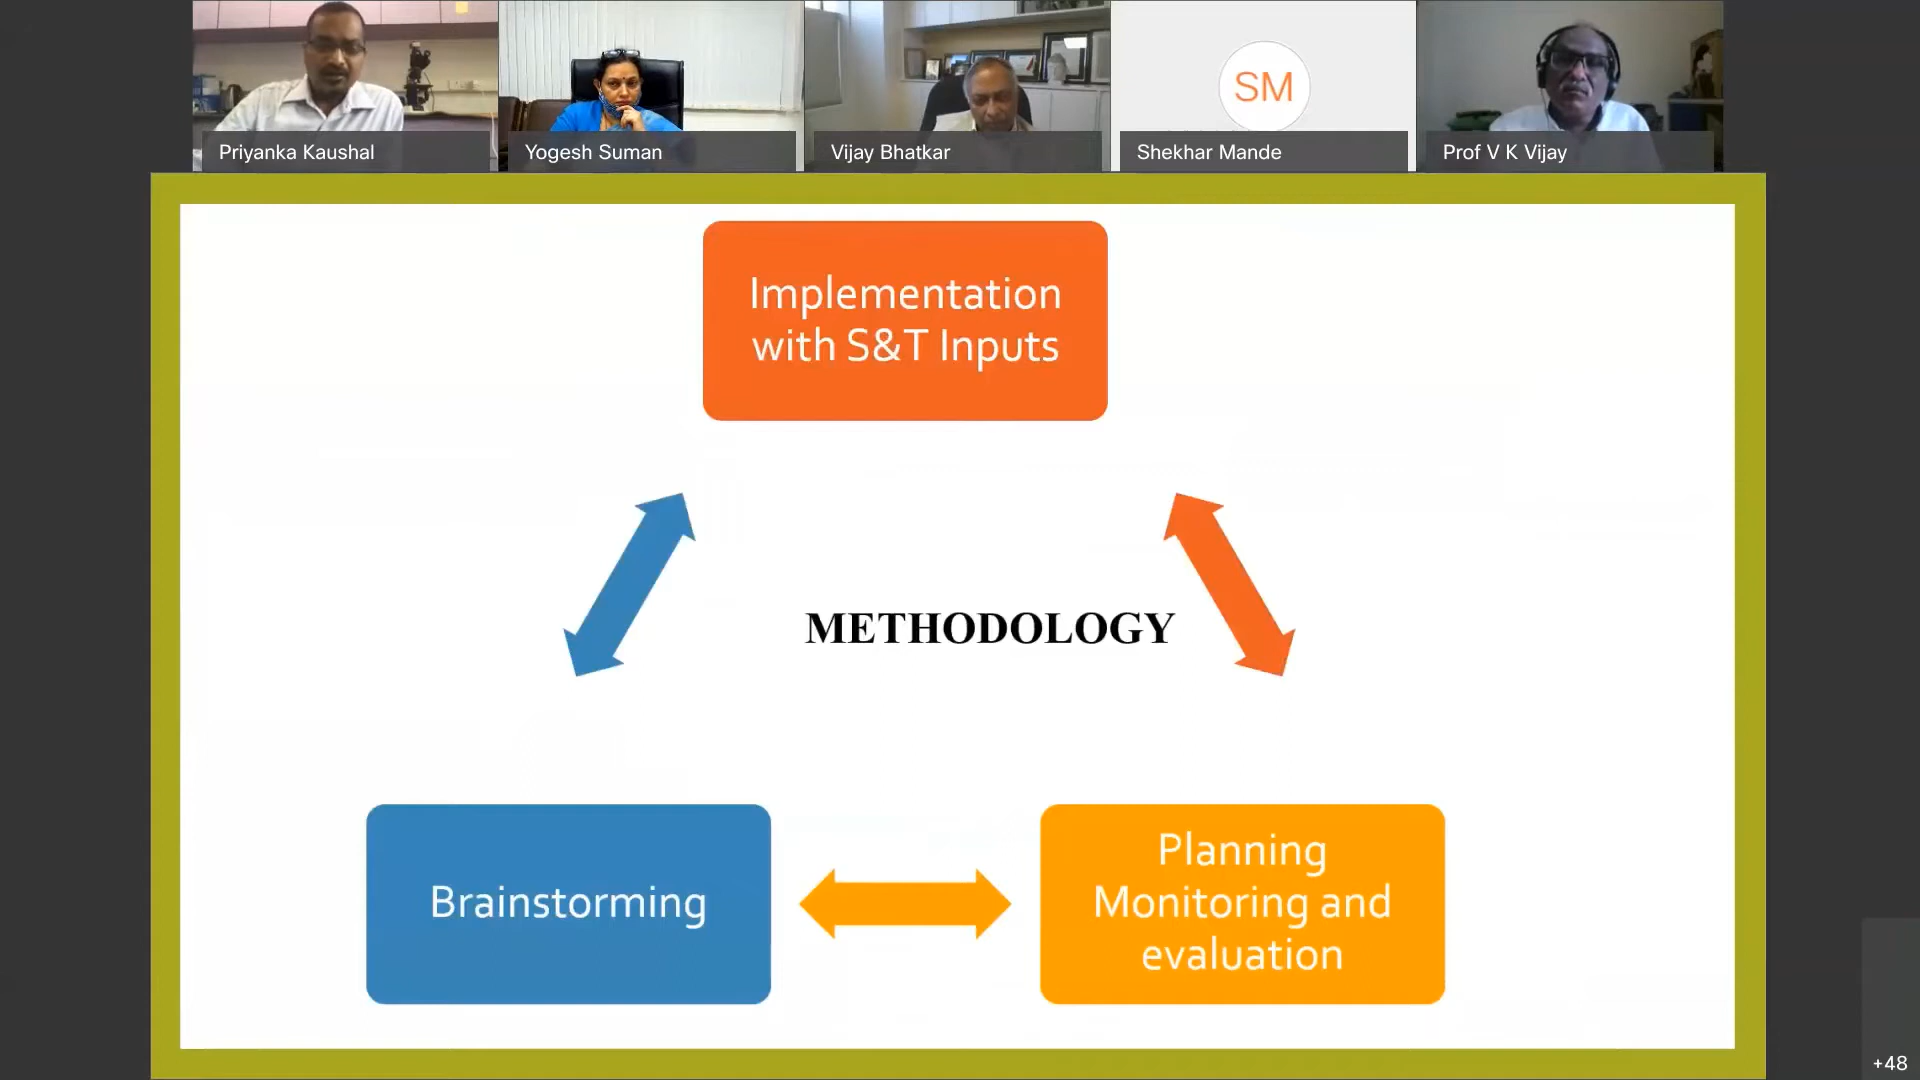 Priyanka Kaushal
Yogesh Suman
Vijay Bhatkar
SM
Shekhar Mande
Prof V K Vijay
Implementation
with S&T Inputs
METHODOLOGY
Brainstorming
Planning
Monitoring and
evaluation
+48